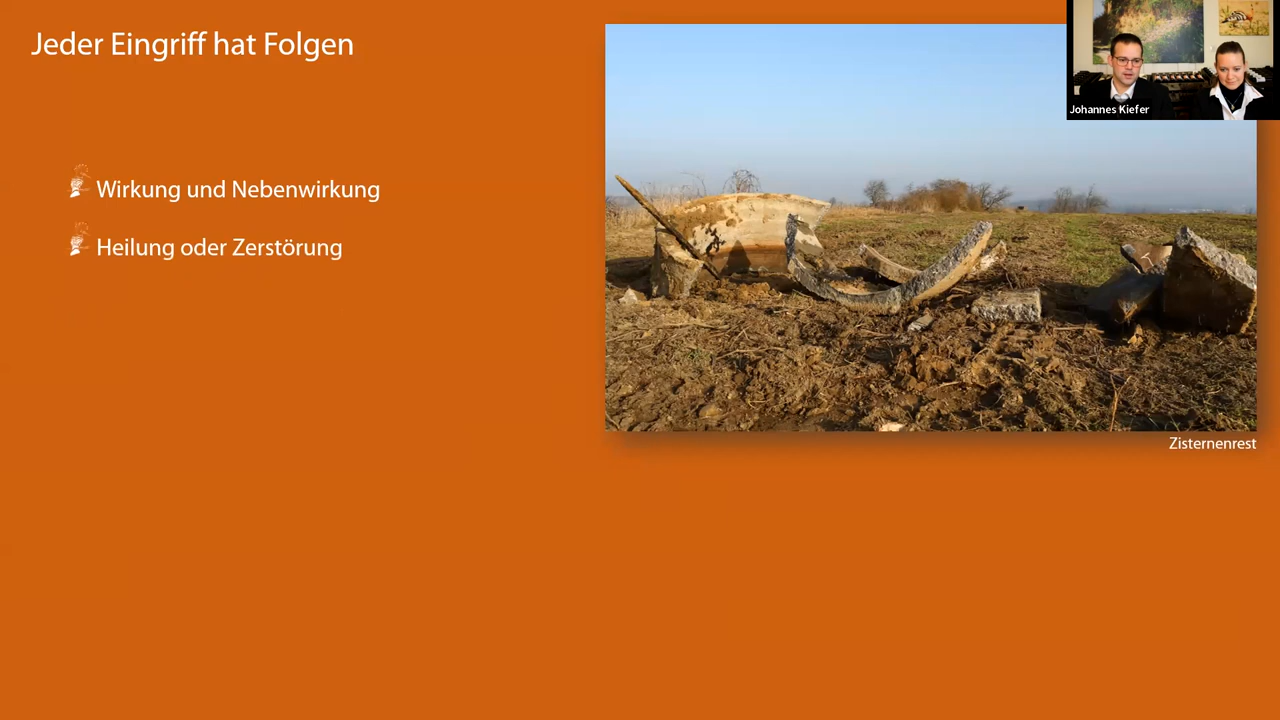 Jeder Eingriff hat Folgen
Johannes Kiefer
Wirkung und Nebenwirkung
Heilung oder Zerstörung
Zisternenrest